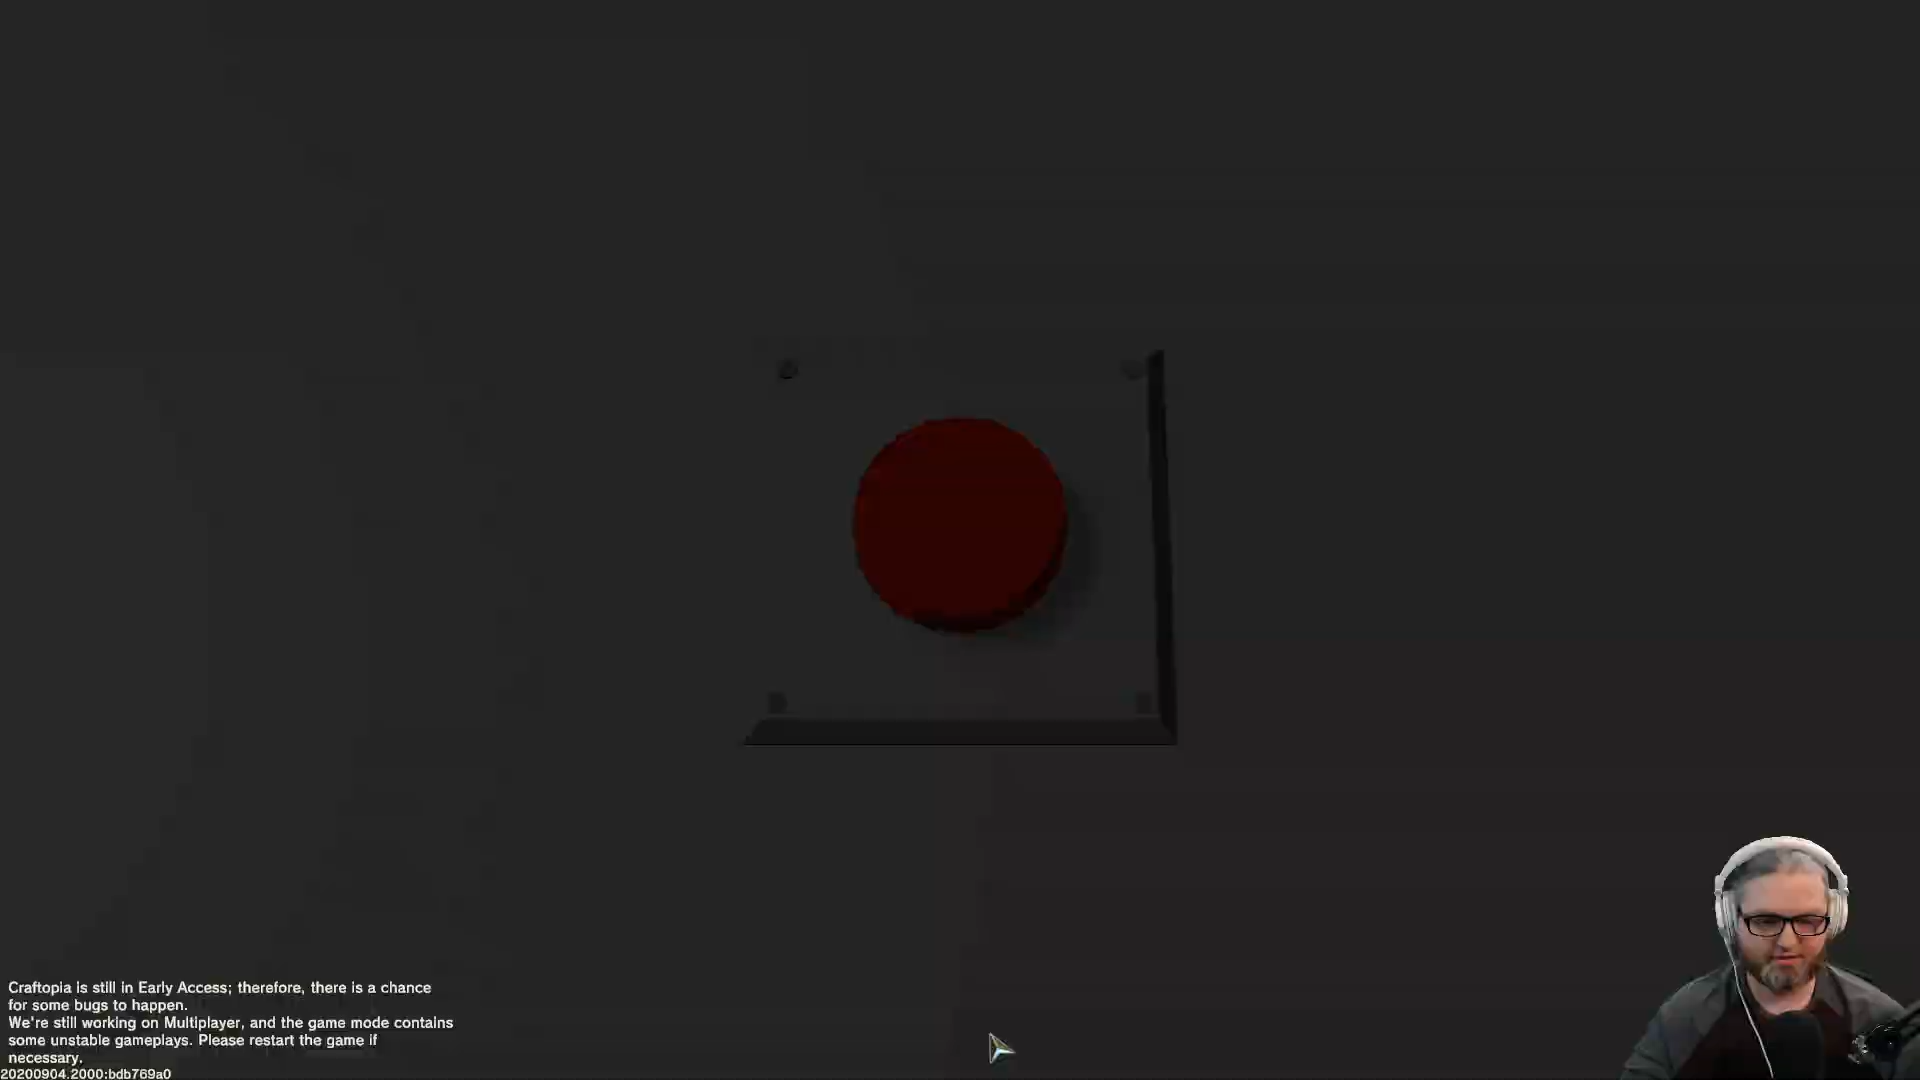 Craftopia is still in Early Access; therefore, there is a chance
for some bugs to happen.
We're still working on Multiplayer, and the game mode contains
some unstable gameplays. Please restart the game if
necessary.
20200904.2000:bdb769a0